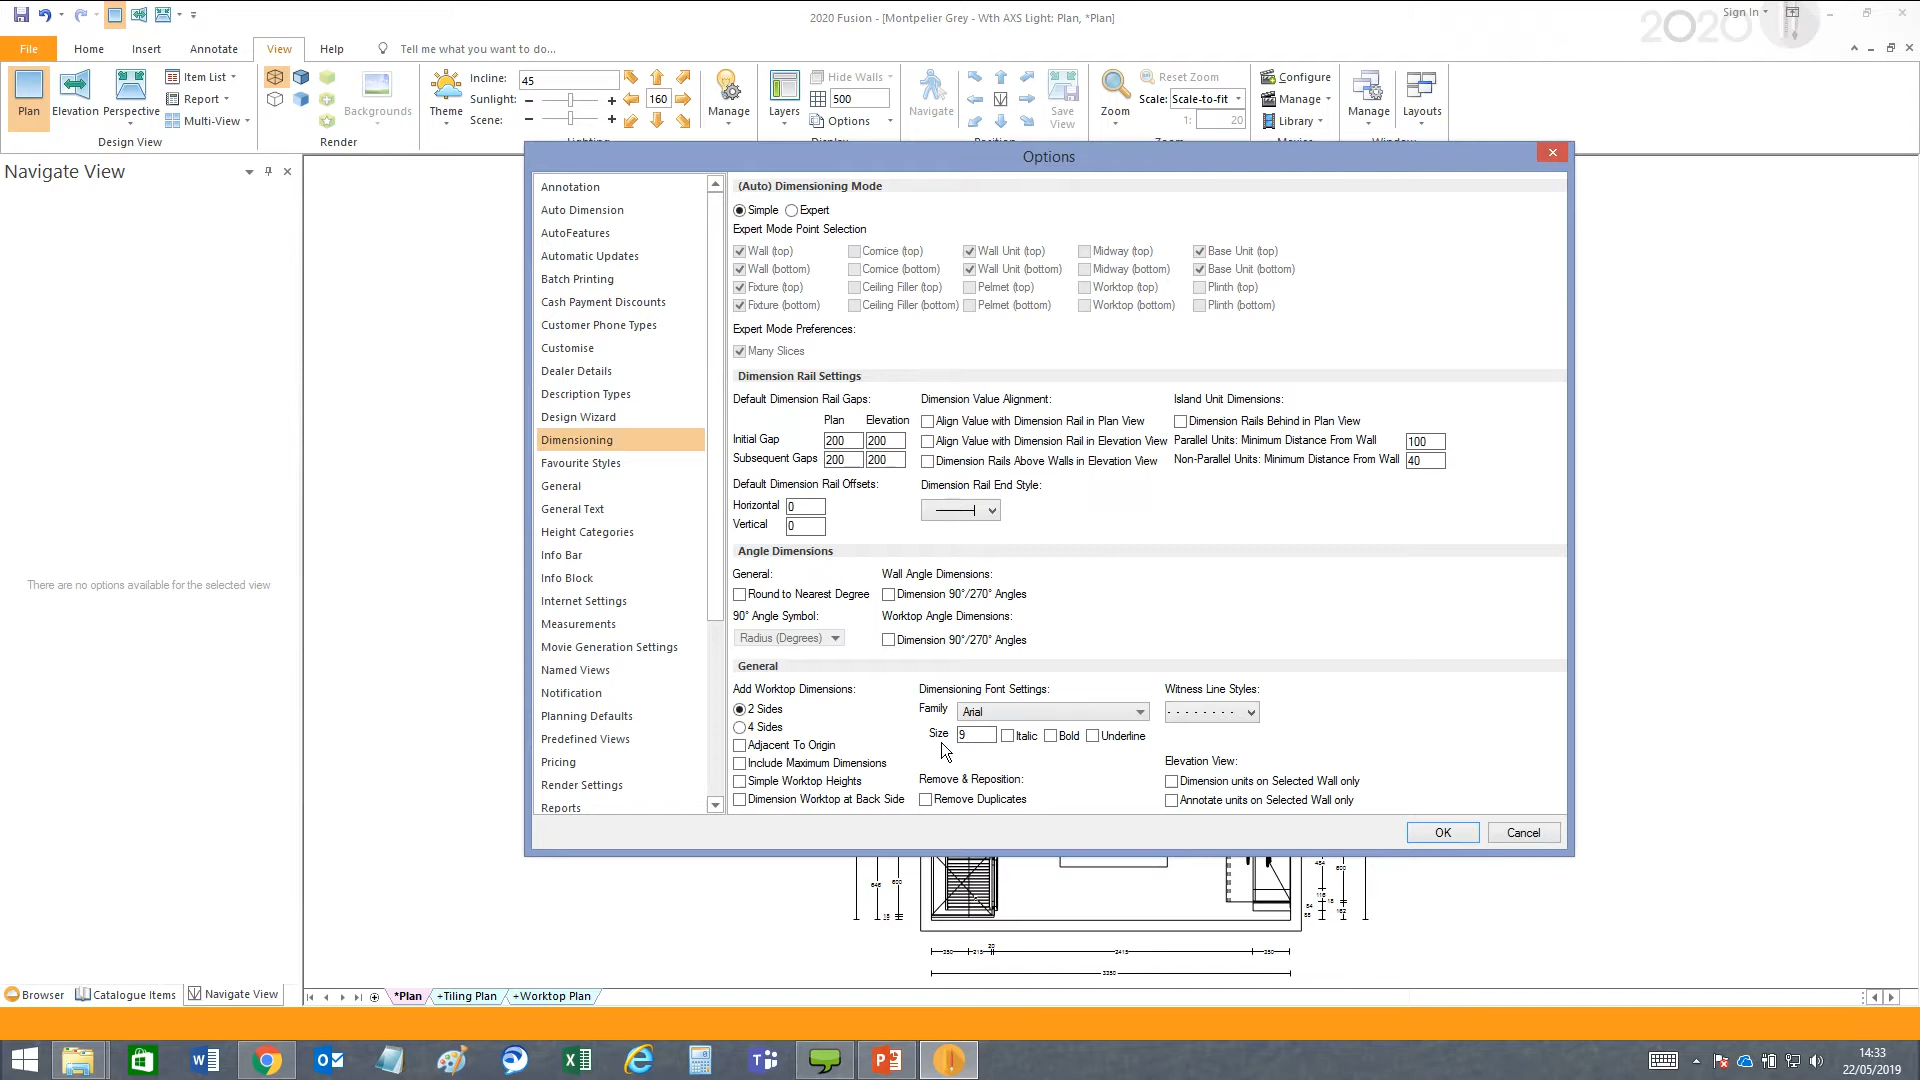 2020 Fusion - [Montpelier Grey - Wth AXS Light: Plan, *Plan]
Sign In
2020
File Home Insert Annotate View Help Tell me what you want to do...
Plan Elevation Perspective
Item List
Report
Multi-View
Design View
Backgrounds
Render
Theme
Incline: 45
Sunlight: 160
Scene:
Manage
Lighting
Layers
Hide Walls
500
Options
Display
Navigate
Save View
Position
Zoom
Reset Zoom
Scale: Scale-to-fit
1: 20
Zoom
Configure
Manage
Library
Movies
Manage
Layouts
Window
Navigate View
There are no options available for the selected view
Options
Annotation
Auto Dimension
AutoFeatures
Automatic Updates
Batch Printing
Cash Payment Discounts
Customer Phone Types
Customise
Dealer Details
Description Types
Design Wizard
Dimensioning
Favourite Styles
General
General Text
Height Categories
Info Bar
Info Block
Internet Settings
Measurements
Movie Generation Settings
Named Views
Notification
Planning Defaults
Predefined Views
Pricing
Render Settings
Reports
(Auto) Dimensioning Mode
Simple Expert
Expert Mode Point Selection
Wall (top) Cornice (top) Wall Unit (top) Midway (top) Base Unit (top)
Wall (bottom) Cornice (bottom) Wall Unit (bottom) Midway (bottom) Base Unit (bottom)
Fixture (top) Ceiling Filler (top) Pelmet (top) Worktop (top) Plinth (top)
Fixture (bottom) Ceiling Filler (bottom) Pelmet (bottom) Worktop (bottom) Plinth (bottom)
Expert Mode Preferences:
Many Slices
Dimension Rail Settings
Default Dimension Rail Gaps:
Plan Elevation
Initial Gap 200 200
Subsequent Gaps 200 200
Default Dimension Rail Offsets:
Horizontal 0
Vertical 0
Dimension Value Alignment:
Align Value with Dimension Rail in Plan View
Align Value with Dimension Rail in Elevation View
Dimension Rails Above Walls in Elevation View
Dimension Rail End Style:
Island Unit Dimensions:
Dimension Rails Behind in Plan View
Parallel Units: Minimum Distance From Wall 100
Non-Parallel Units: Minimum Distance From Wall 40
Angle Dimensions
General:
Round to Nearest Degree
90° Angle Symbol:
Radius (Degrees)
Wall Angle Dimensions:
Dimension 90°/270° Angles
Worktop Angle Dimensions:
Dimension 90°/270° Angles
General
Add Worktop Dimensions:
2 Sides
4 Sides
Adjacent To Origin
Include Maximum Dimensions
Simple Worktop Heights
Dimension Worktop at Back Side
Dimensioning Font Settings:
Family Arial
Size 9 Italic Bold Underline
Remove & Reposition:
Remove Duplicates
Witness Line Styles:
Elevation View:
Dimension units on Selected Wall only
Annotate units on Selected Wall only
OK Cancel
Browser Catalogue Items Navigate View
*Plan +Tiling Plan +Worktop Plan
14:33
22/05/2019